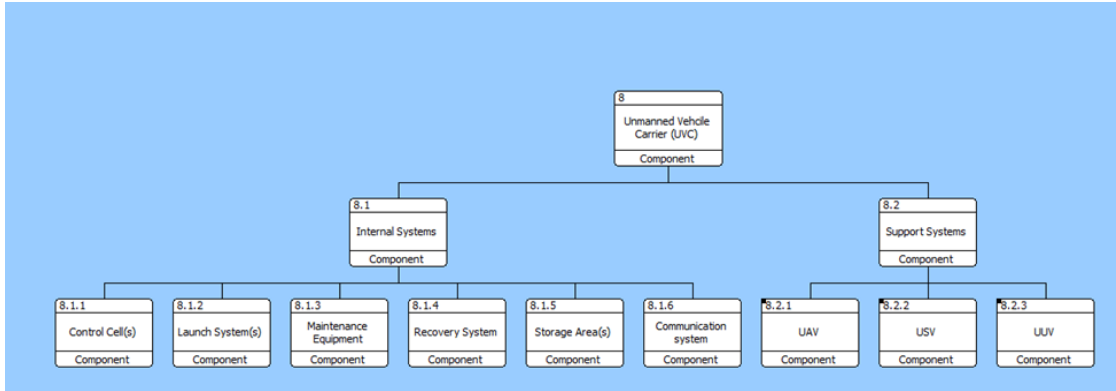 8
Unmanned Vehcile
Carrier (UVC)
Component
8.1
Internal Systems
Component
8.2
Support Systems
Component
8.1.1
Control Cell(s)
Component
8.1.2
Launch System(s)
Component
8.1.3
Maintenance
Equipment
Component
8.1.4
Recovery System
Component
8.1.5
Storage Area(s)
Component
8.1.6
Communication
system
Component
8.2.1
UAV
Component
8.2.2
USV
Component
8.2.3
UUV
Component